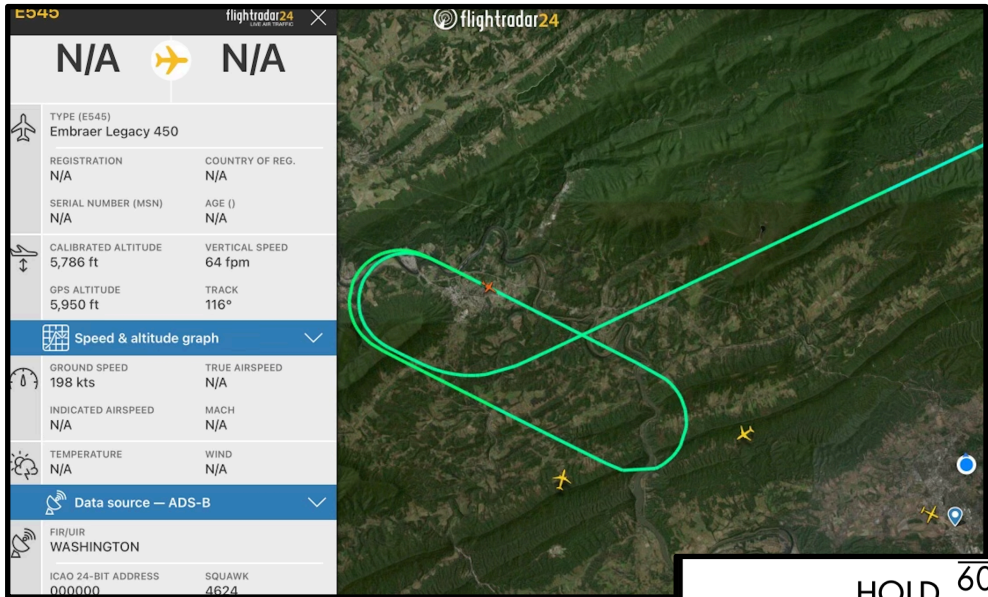 E545
flightradar24
LIVE AIR TRAFFIC
flightradar24
N/A N/A
TYPE (E545)
Embraer Legacy 450
REGISTRATION COUNTRY OF REG.
N/A N/A
SERIAL NUMBER (MSN) AGE ()
N/A N/A
CALIBRATED ALTITUDE VERTICAL SPEED
5,786 ft 64 fpm
GPS ALTITUDE TRACK
5,950 ft 116°
Speed & altitude graph
GROUND SPEED TRUE AIRSPEED
198 kts N/A
INDICATED AIRSPEED MACH
N/A N/A
TEMPERATURE WIND
N/A N/A
Data source — ADS-B
FIR/UIR
WASHINGTON
ICAO 24-BIT ADDRESS SQUAWK
000000 4624
HOLD 60